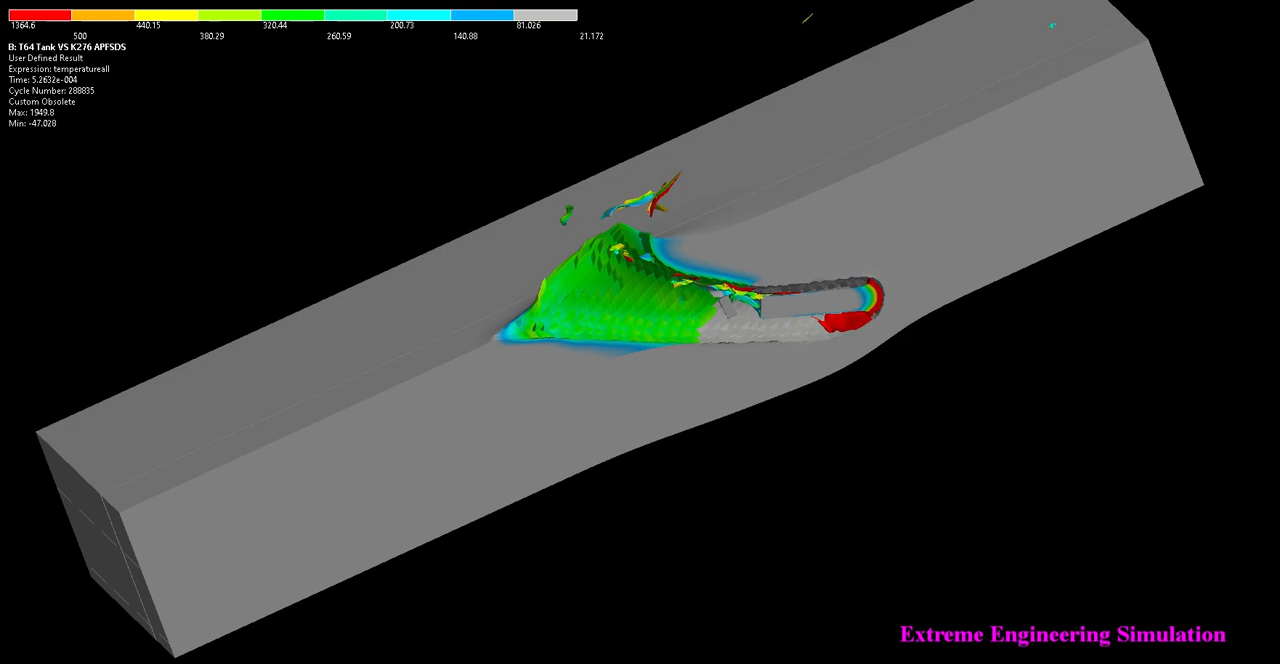 1364.6 440.15 320.44 200.73 81.026
500 380.29 260.59 140.88 21.172
B: T64 Tank VS K276 APFSDS
User Defined Result
Expression: temperatureall
Time: 5.2632e-004
Cycle Number: 288835
Custom Obsolete
Max: 1949.8
Min: -47.028
Extreme Engineering Simulation